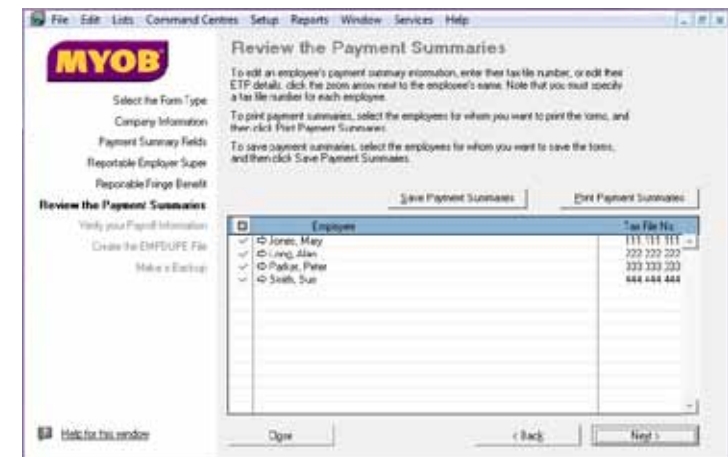 File Edit Lists Command Centres Setup Reports Window Services Help
MYOB
Select the Form Type
Company Information
Payment Summary Fields
Reportable Employer Super
Reportable Fringe Benefit
Review the Payment Summaries
Verify your Payroll Information
Create the EMPDUPE File
Make a Backup
Review the Payment Summaries
To edit an employee's payment summary information, enter their tax file number, or edit their
ETP details, click the zoom arrow next to the employee's name. Note that you must specify
a tax file number for each employee.
To print payment summaries, select the employees for whom you want to print the forms, and
then click Print Payment Summaries.
To save payment summaries, select the employees for whom you want to save the forms,
and then click Save Payment Summaries.
Save Payment Summaries Print Payment Summaries
Employee Tax File No.
Jones, Mary 111 111 111
Long, Alan 222 222 222
Parker, Peter 333 333 333
Smith, Sue 444 444 444
Help for this window
Close < Back Next >